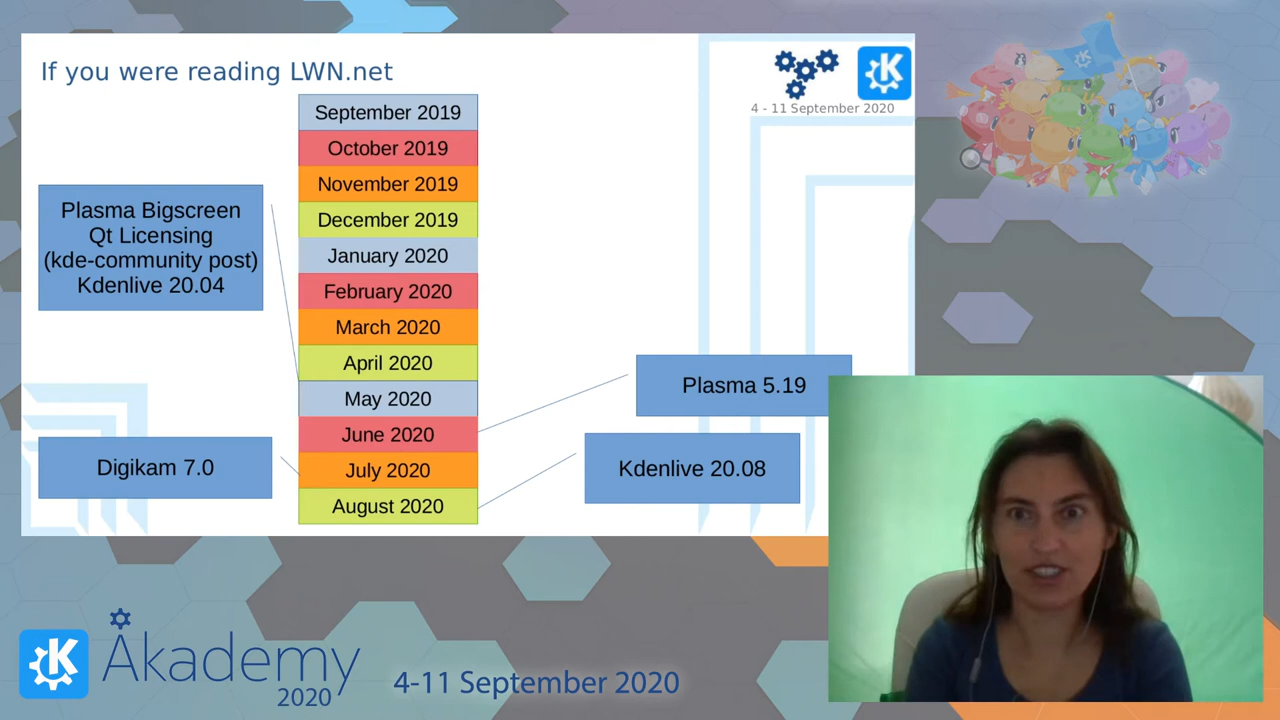 If you were reading LWN.net
4 - 11 September 2020
September 2019
October 2019
November 2019
December 2019
January 2020
February 2020
March 2020
April 2020
May 2020
June 2020
July 2020
August 2020
Plasma Bigscreen
Qt Licensing
(kde-community post)
Kdenlive 20.04
Digikam 7.0
Plasma 5.19
Kdenlive 20.08
Akademy
2020
4-11 September 2020